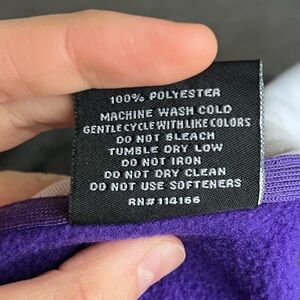 100% POLYESTER
MACHINE WASH COLD
GENTLE CYCLE WITH LIKE COLORS
DO NOT BLEACH
TUMBLE DRY LOW
DO NOT IRON
DO NOT DRY CLEAN
DO NOT USE SOFTENERS
RN# 114166